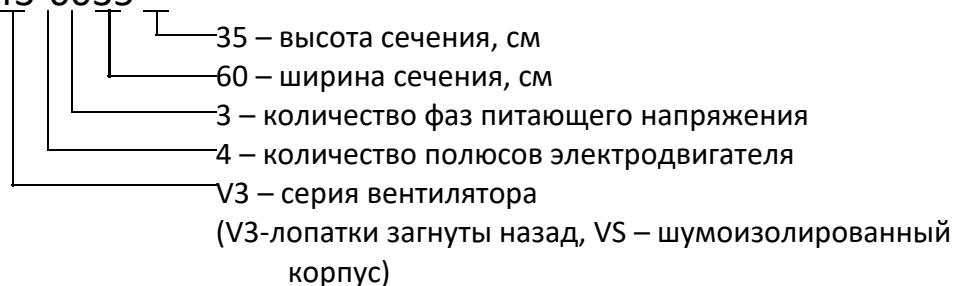 35 – высота сечения, см
60 – ширина сечения, см
3 – количество фаз питающего напряжения
4 – количество полюсов электродвигателя
V3 – серия вентилятора
(V3-лопатки загнуты назад, VS – шумоизолированный
корпус)